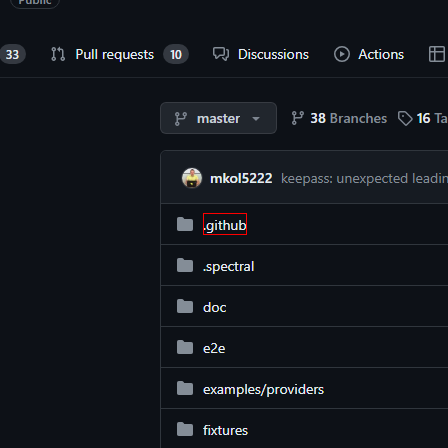 Public
33 Pull requests 10 Discussions Actions
master 38 Branches 16 Ta
mkol5222 keepass: unexpected leadin
.github
.spectral
doc
e2e
examples/providers
fixtures